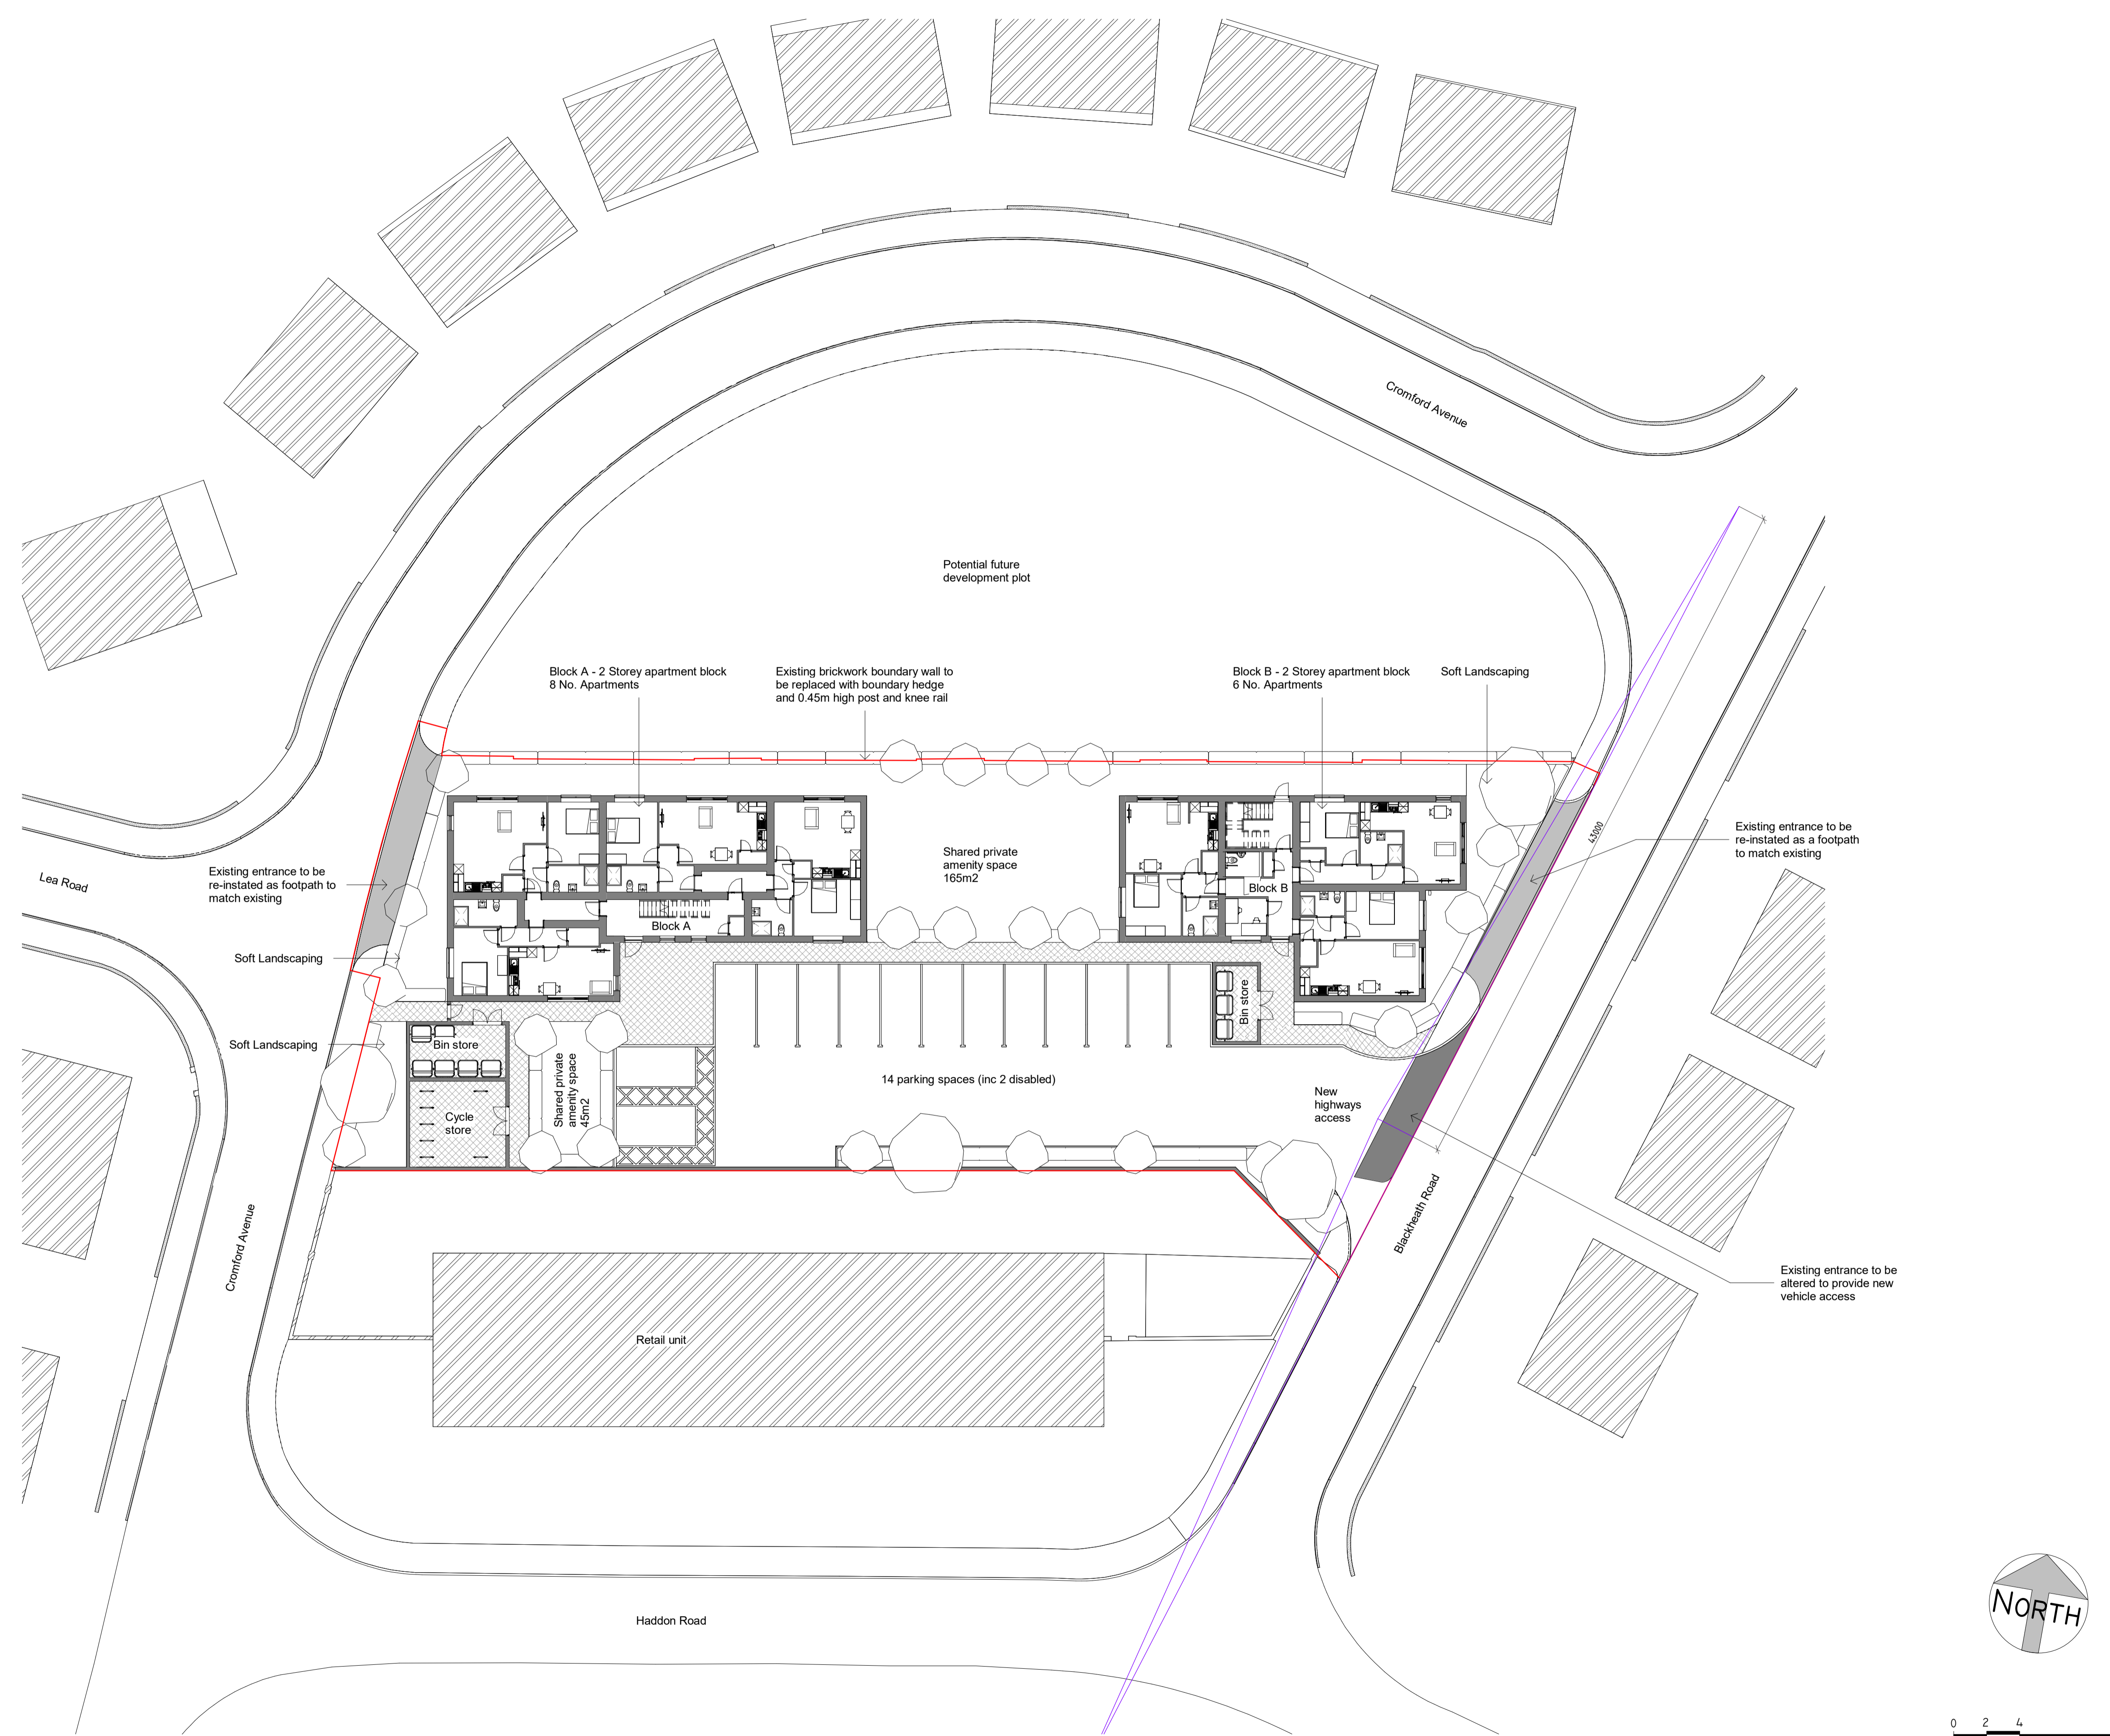 Cromford Avenue
Potential future
development plot
Block A - 2 Storey apartment block
8 No. Apartments
Existing brickwork boundary wall to
be replaced with boundary hedge
and 0.45m high post and knee rail
Block B - 2 Storey apartment block
6 No. Apartments
Soft Landscaping
43000
Existing entrance to be
re-instated as a footpath
to match existing
Lea Road
Existing entrance to be
re-instated as footpath to
match existing
Shared private
amenity space
165m2
Block B
Block A
Soft Landscaping
Bin store
Soft Landscaping
Bin store
Shared private
amenity space
45m2
14 parking spaces (inc 2 disabled)
New
highways
access
Cycle
store
Cromford Avenue
Blackheath Road
Existing entrance to be
altered to provide new
vehicle access
Retail unit
Haddon Road
NORTH
0 2 4